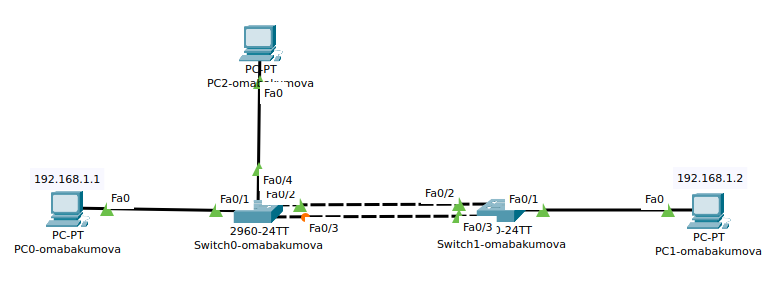 PC-PT
PC2-omabakumova
Fa0
192.168.1.1
192.168.1.2
Fa0/4
Fa0/2
Fa0/2
Fa0
Fa0/1
Fa0/1
Fa0
Fa0/3
Fa0/3
PC-PT
PC0-omabakumova
2960-24TT
Switch0-omabakumova
0-24TT
Switch1-omabakumova
PC-PT
PC1-omabakumova